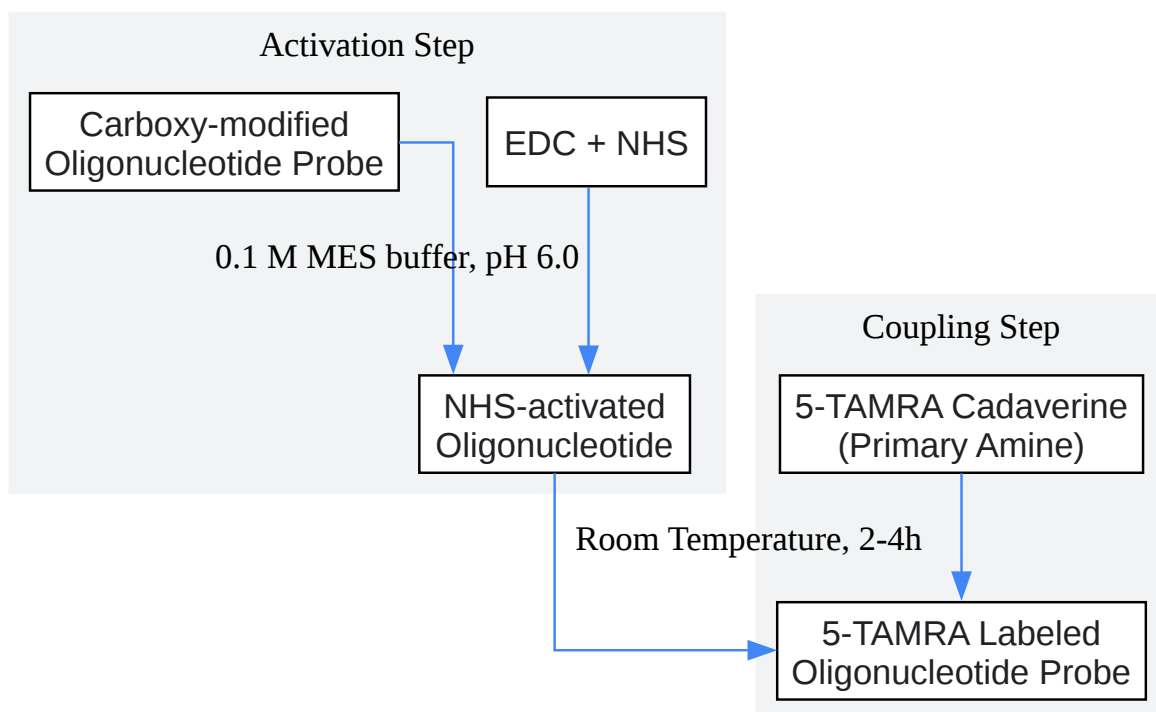 Activation Step
Carboxy-modified
Oligonucleotide Probe
EDC + NHS
0.1 M MES buffer, pH 6.0
NHS-activated
Oligonucleotide
Coupling Step
5-TAMRA Cadaverine
(Primary Amine)
Room Temperature, 2-4h
5-TAMRA Labeled
Oligonucleotide Probe